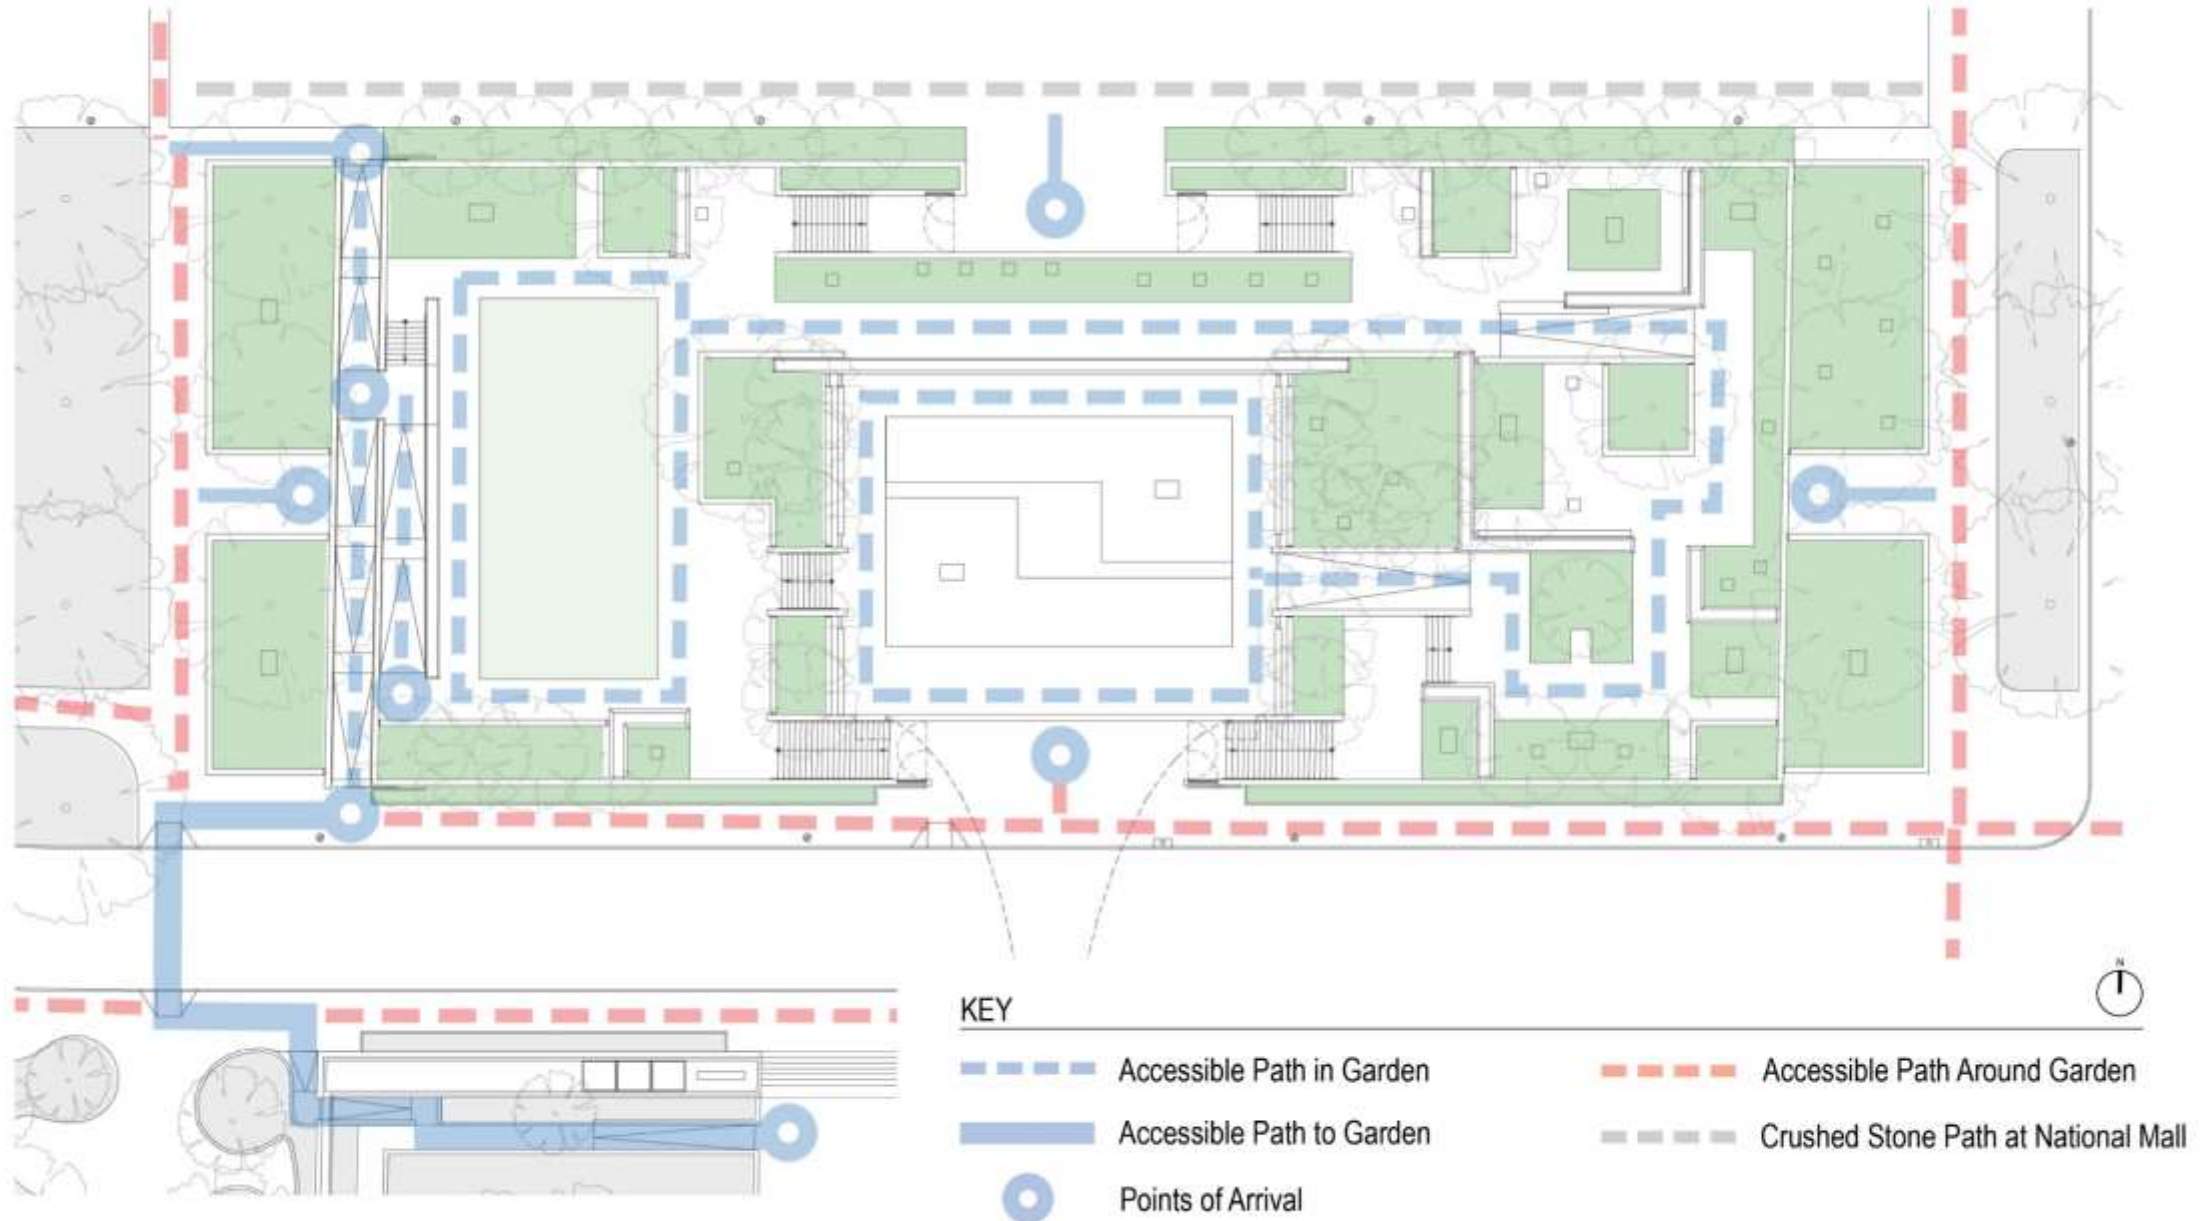 N
KEY
Accessible Path in Garden
Accessible Path Around Garden
Accessible Path to Garden
Crushed Stone Path at National Mall
Points of Arrival